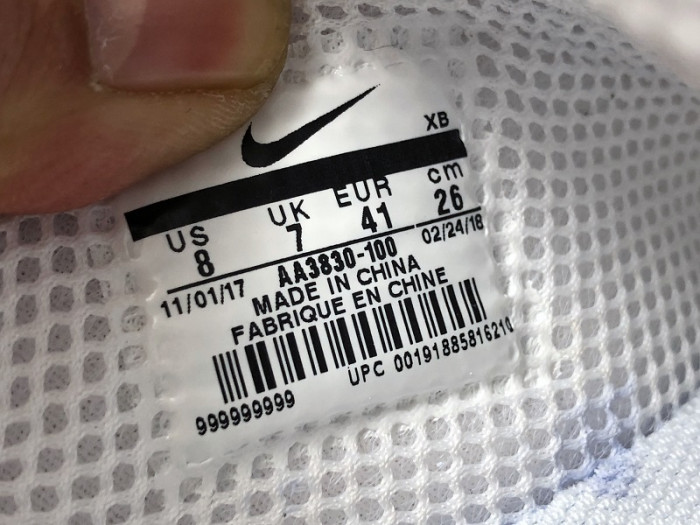 XB
US UK EUR cm
8 7 41 26
11/01/17 AA3830-100 02/24/18
MADE IN CHINA
FABRIQUE EN CHINE
UPC 00191885816210
999999999